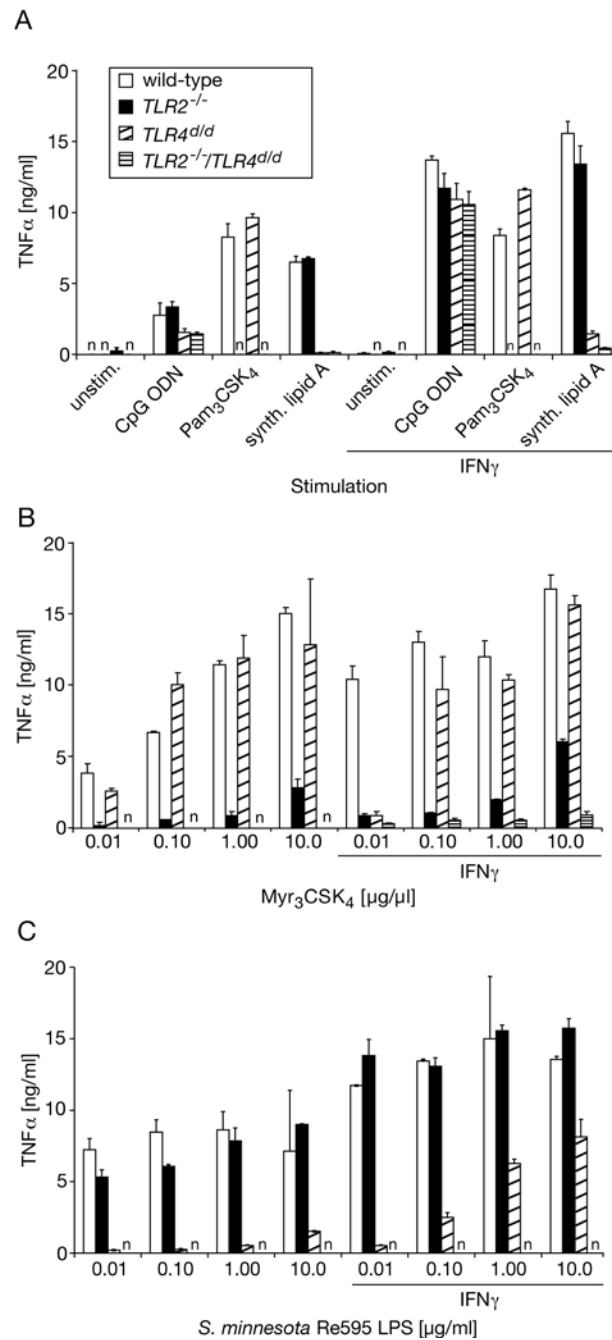 A
20
15
10
5
0
TNFα [ng/ml]
wild-type
TLR2-/-
TLR4d/d
TLR2-/-/TLR4d/d
n n n n n n n n n
unstim. CpG ODN Pam3CSK4 synth. lipid A unstim. CpG ODN Pam3CSK4 synth. lipid A
IFNγ
Stimulation
B
20
15
10
5
0
TNFα [ng/ml]
n n n n
0.01 0.10 1.00 10.0 0.01 0.10 1.00 10.0
IFNγ
Myr3CSK4 [µg/µl]
C
20
15
10
5
0
TNFα [ng/ml]
n n n n n n n n
0.01 0.10 1.00 10.0 0.01 0.10 1.00 10.0
IFNγ
S. minnesota Re595 LPS [µg/ml]